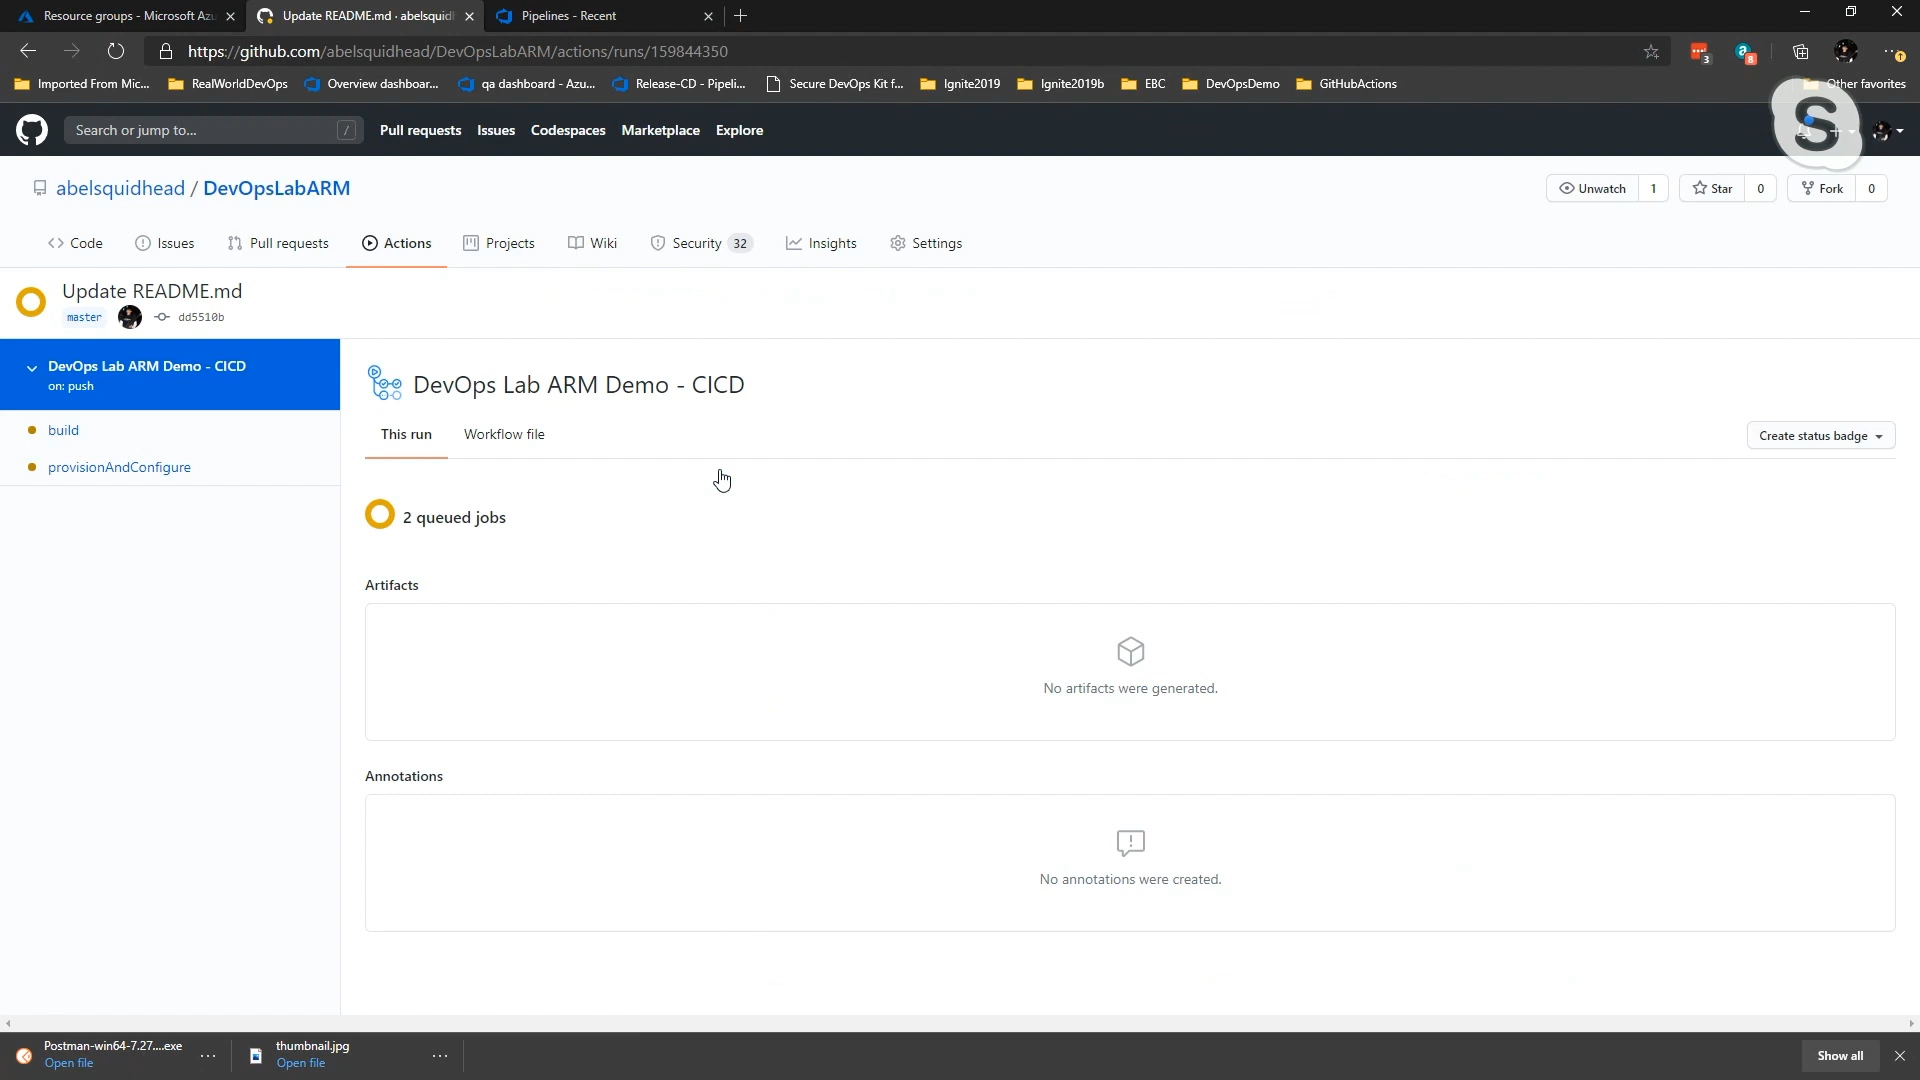 Resource groups - Microsoft Azu
Update README.md · abelsquidh
Pipelines - Recent
https://github.com/abelsquidhead/DevOpsLabARM/actions/runs/159844350
3
8
Imported From Mic...
RealWorldDevOps
Overview dashboar...
qa dashboard - Azu...
Release-CD - Pipeli...
Secure DevOps Kit f...
Ignite2019
Ignite2019b
EBC
DevOpsDemo
GitHubActions
Other favorites
Search or jump to...
/
Pull requests
Issues
Codespaces
Marketplace
Explore
S
abelsquidhead / DevOpsLabARM
Unwatch 1
Star 0
Fork 0
Code
Issues
Pull requests
Actions
Projects
Wiki
Security 32
Insights
Settings
Update README.md
master
dd5510b
DevOps Lab ARM Demo - CICD
on: push
build
provisionAndConfigure
DevOps Lab ARM Demo - CICD
This run
Workflow file
Create status badge
2 queued jobs
Artifacts
No artifacts were generated.
Annotations
No annotations were created.
Postman-win64-7.27....exe
Open file
thumbnail.jpg
Open file
Show all